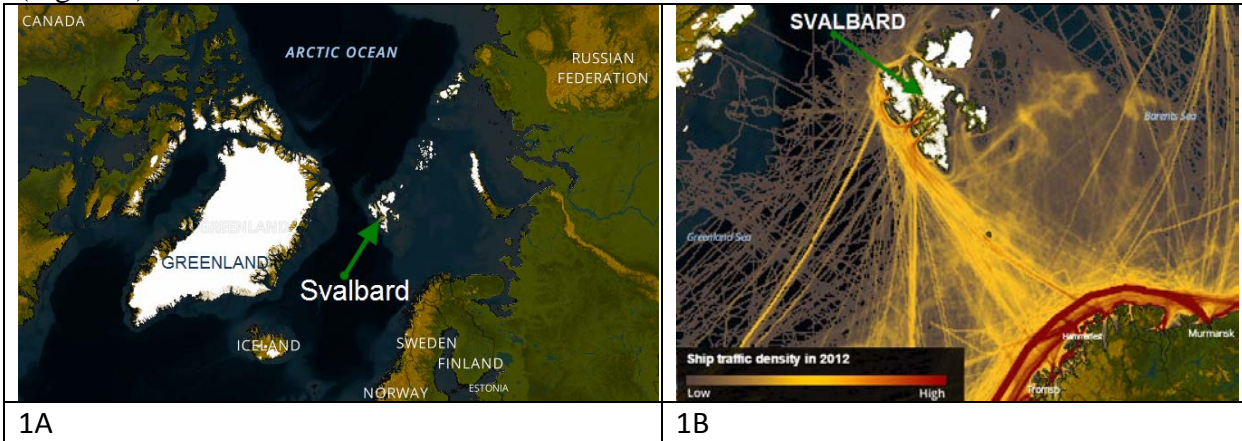 CANADA
ARCTIC OCEAN
RUSSIAN
FEDERATION
GREENLAND
GREENLAND
Svalbard
ICELAND
SWEDEN
FINLAND
NORWAY
ESTONIA
1A
SVALBARD
Barents Sea
Greenland Sea
Hammerfest
Murmansk
Tromsø
Ship traffic density in 2012
Low
High
1B